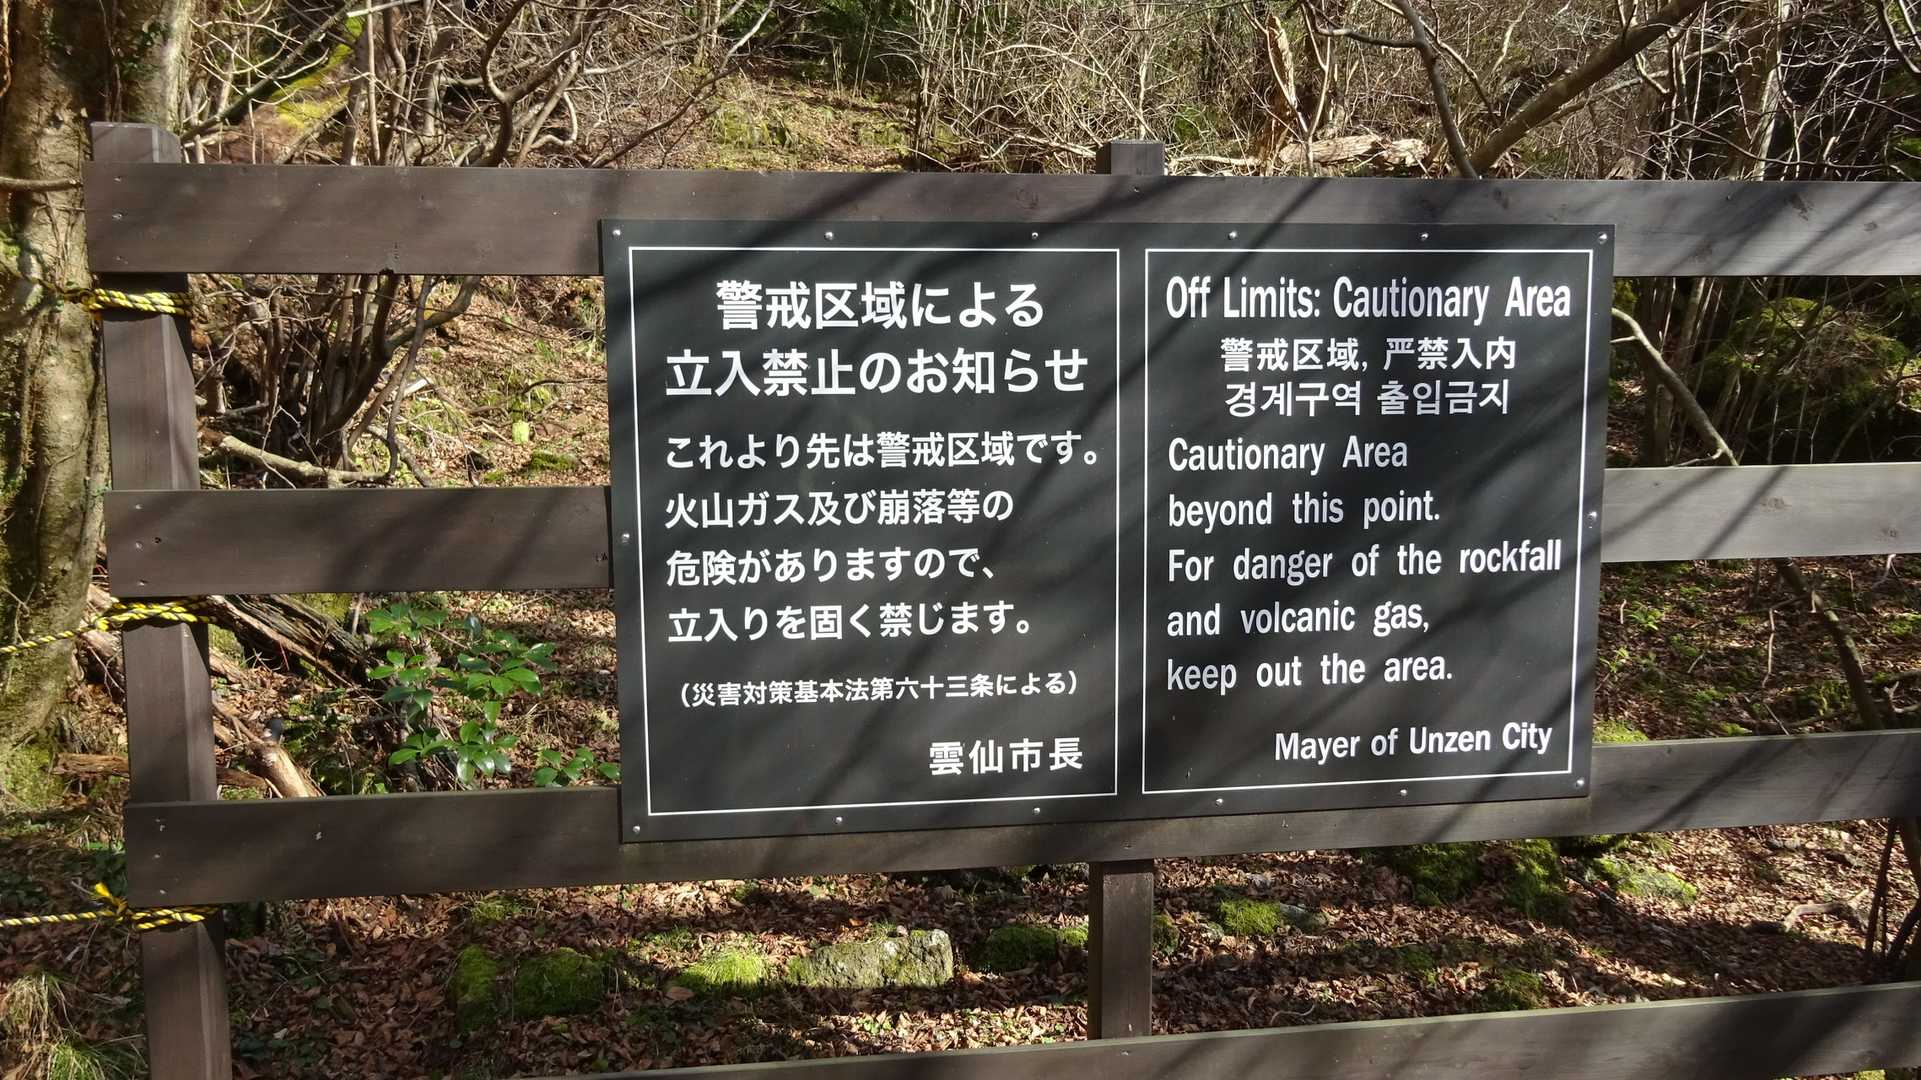 警戒区域による
立入禁止のお知らせ
これより先は警戒区域です。
火山ガス及び崩落等の
危険がありますので、
立入りを固く禁じます。
（災害対策基本法第六十三条による）
雲仙市長
Off Limits: Cautionary Area
警戒区域, 严禁入内
경계구역 출입금지
Cautionary Area
beyond this point.
For danger of the rockfall
and volcanic gas,
keep out the area.
Mayer of Unzen City